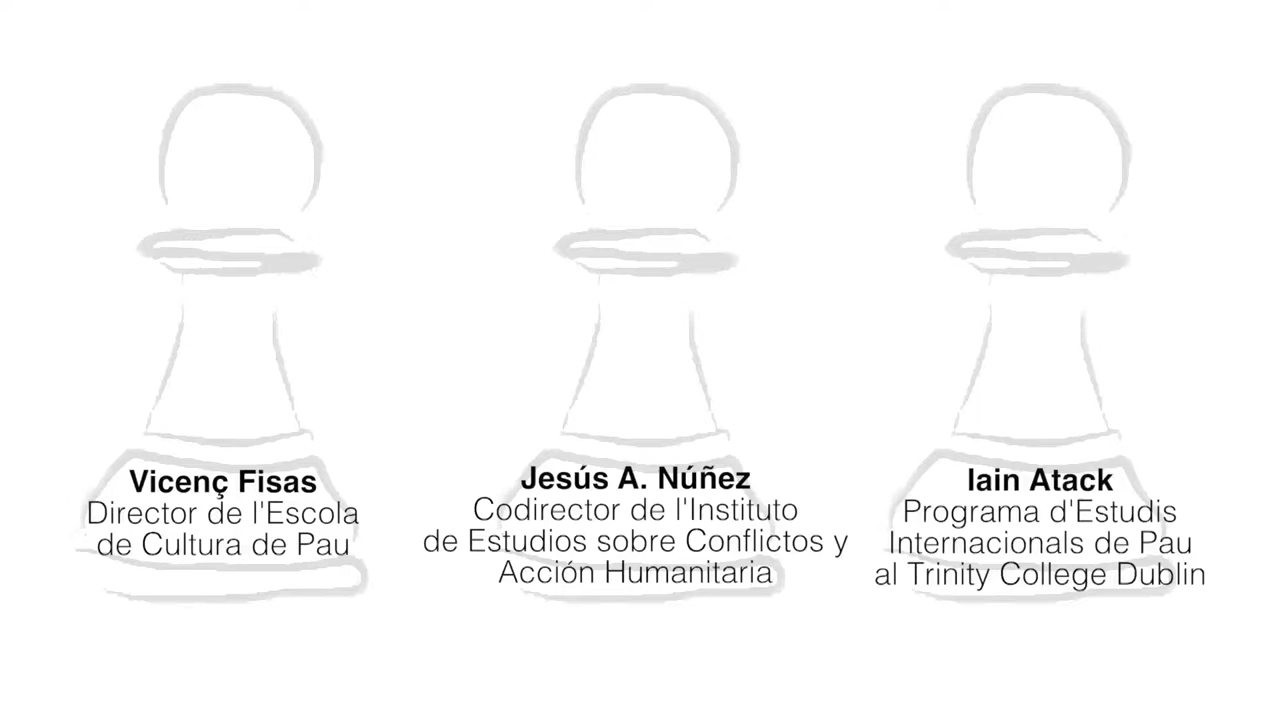 Vicenç Fisas
Director de l'Escola
de Cultura de Pau
Jesús A. Núñez
Codirector de l'Instituto
de Estudios sobre Conflictos y
Acción Humanitaria
Iain Atack
Programa d'Estudis
Internacionals de Pau
al Trinity College Dublin